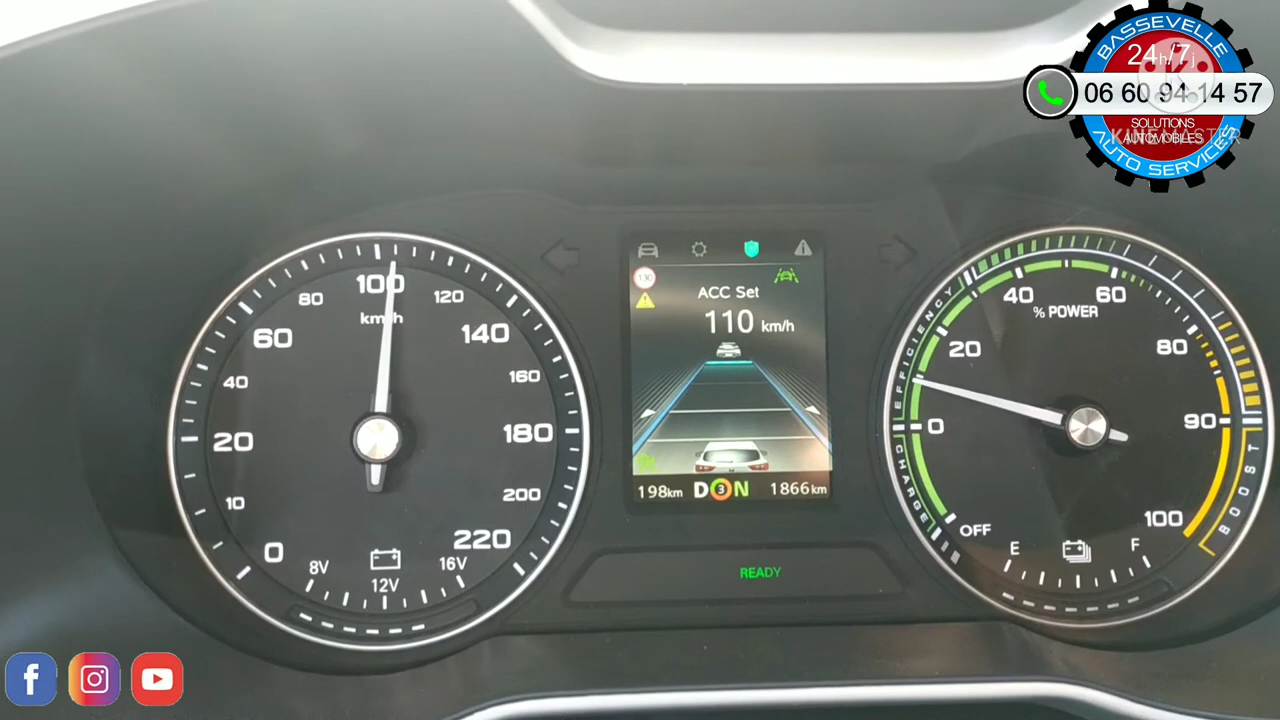 BASSEVELLE
24h/7j
06 60 94 14 57
SOLUTIONS
AUTOMOBILES
KINEMASTER
AUTO SERVICES
80
100
120
km/h
60
140
40
160
20
180
10
200
0
220
8V
12V
16V
130
ACC Set
110 km/h
198km
D 3 N
1866km
READY
EFFICIENCY
CHARGE
BOOST
40
60
% POWER
20
80
0
90
OFF
100
E
F